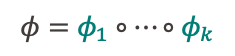 ϕ = ϕ₁ ∘ ⋯ ∘ ϕₖ